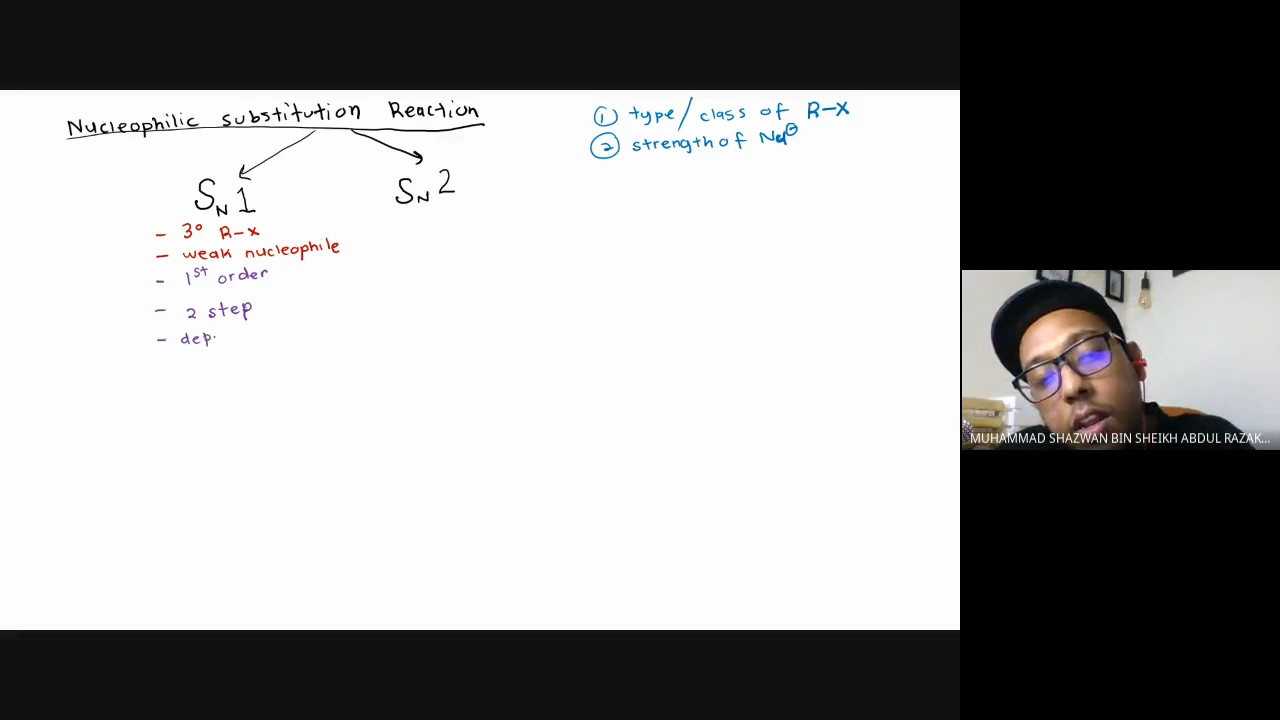 Nucleophilic substitution Reaction
① type/class of R-X
② strength of Nu⊖
SN1
SN2
- 3° R-X
- weak nucleophile
- 1st order
- 2 step
- dep.
MUHAMMAD SHAZWAN BIN SHEIKH ABDUL RAZAK...